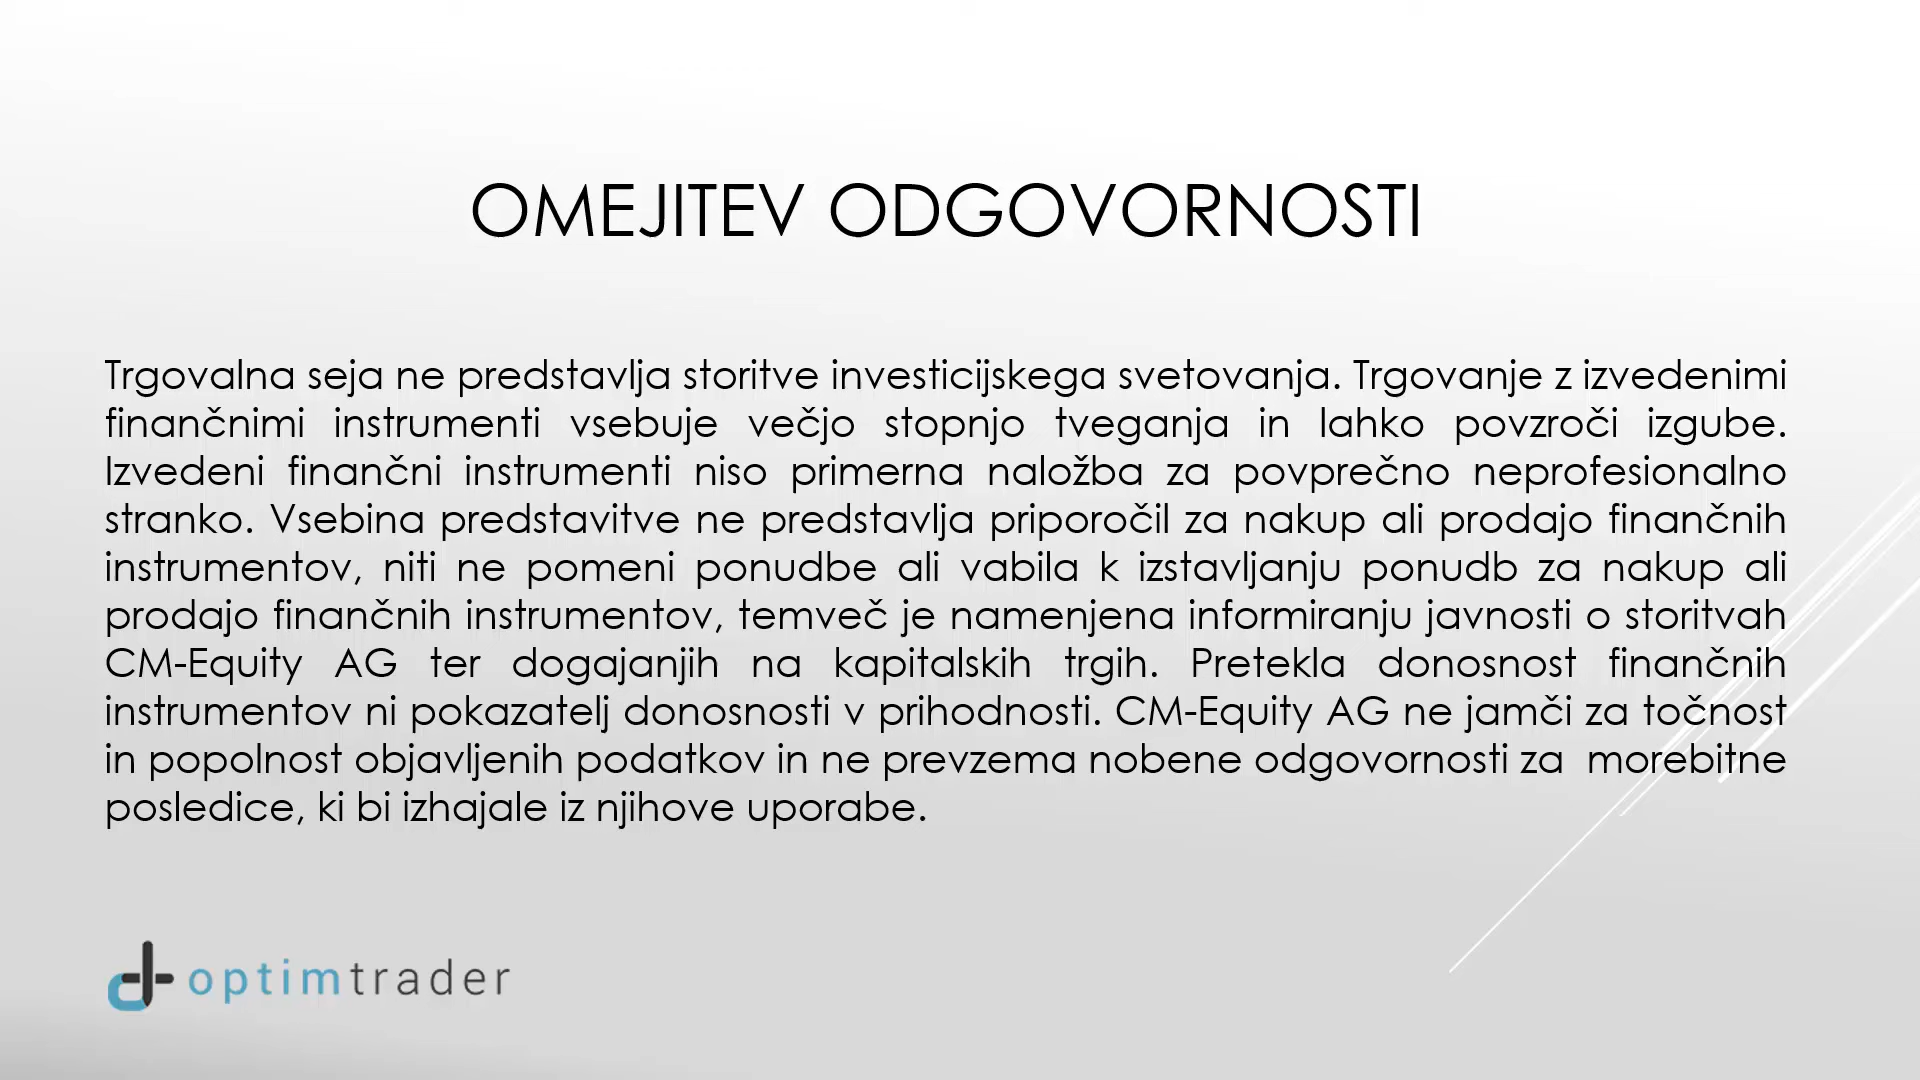 OMEJITEV ODGOVORNOSTI
Trgovalna seja ne predstavlja storitve investicijskega svetovanja. Trgovanje z izvedenimi
finančnimi instrumenti vsebuje večjo stopnjo tveganja in lahko povzroči izgube.
Izvedeni finančni instrumenti niso primerna naložba za povprečno neprofesionalno
stranko. Vsebina predstavitve ne predstavlja priporočil za nakup ali prodajo finančnih
instrumentov, niti ne pomeni ponudbe ali vabila k izstavljanju ponudb za nakup ali
prodajo finančnih instrumentov, temveč je namenjena informiranju javnosti o storitvah
CM-Equity AG ter dogajanjih na kapitalskih trgih. Pretekla donosnost finančnih
instrumentov ni pokazatelj donosnosti v prihodnosti. CM-Equity AG ne jamči za točnost
in popolnost objavljenih podatkov in ne prevzema nobene odgovornosti za  morebitne
posledice, ki bi izhajale iz njihove uporabe.
optimtrader